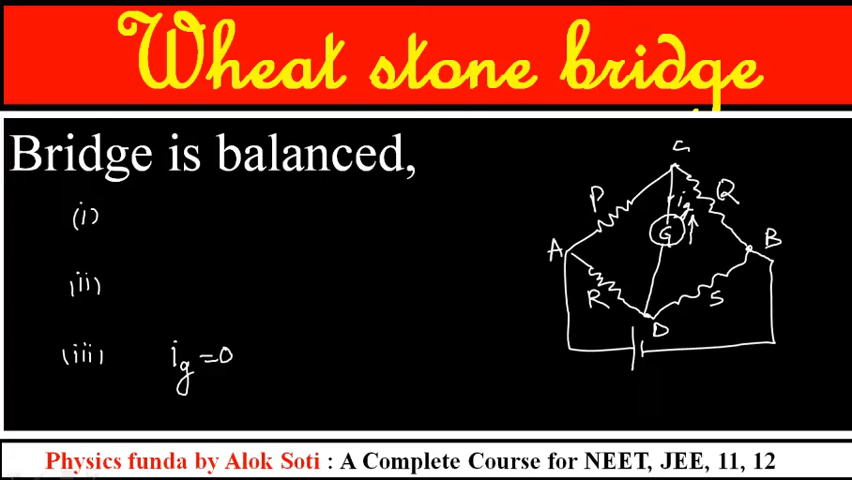 Wheat stone bridge
Bridge is balanced,
(i)
(ii)
(iii) ig=0
P
Q
ig
G
A
B
R
S
D
Physics funda by Alok Soti : A Complete Course for NEET, JEE, 11, 12